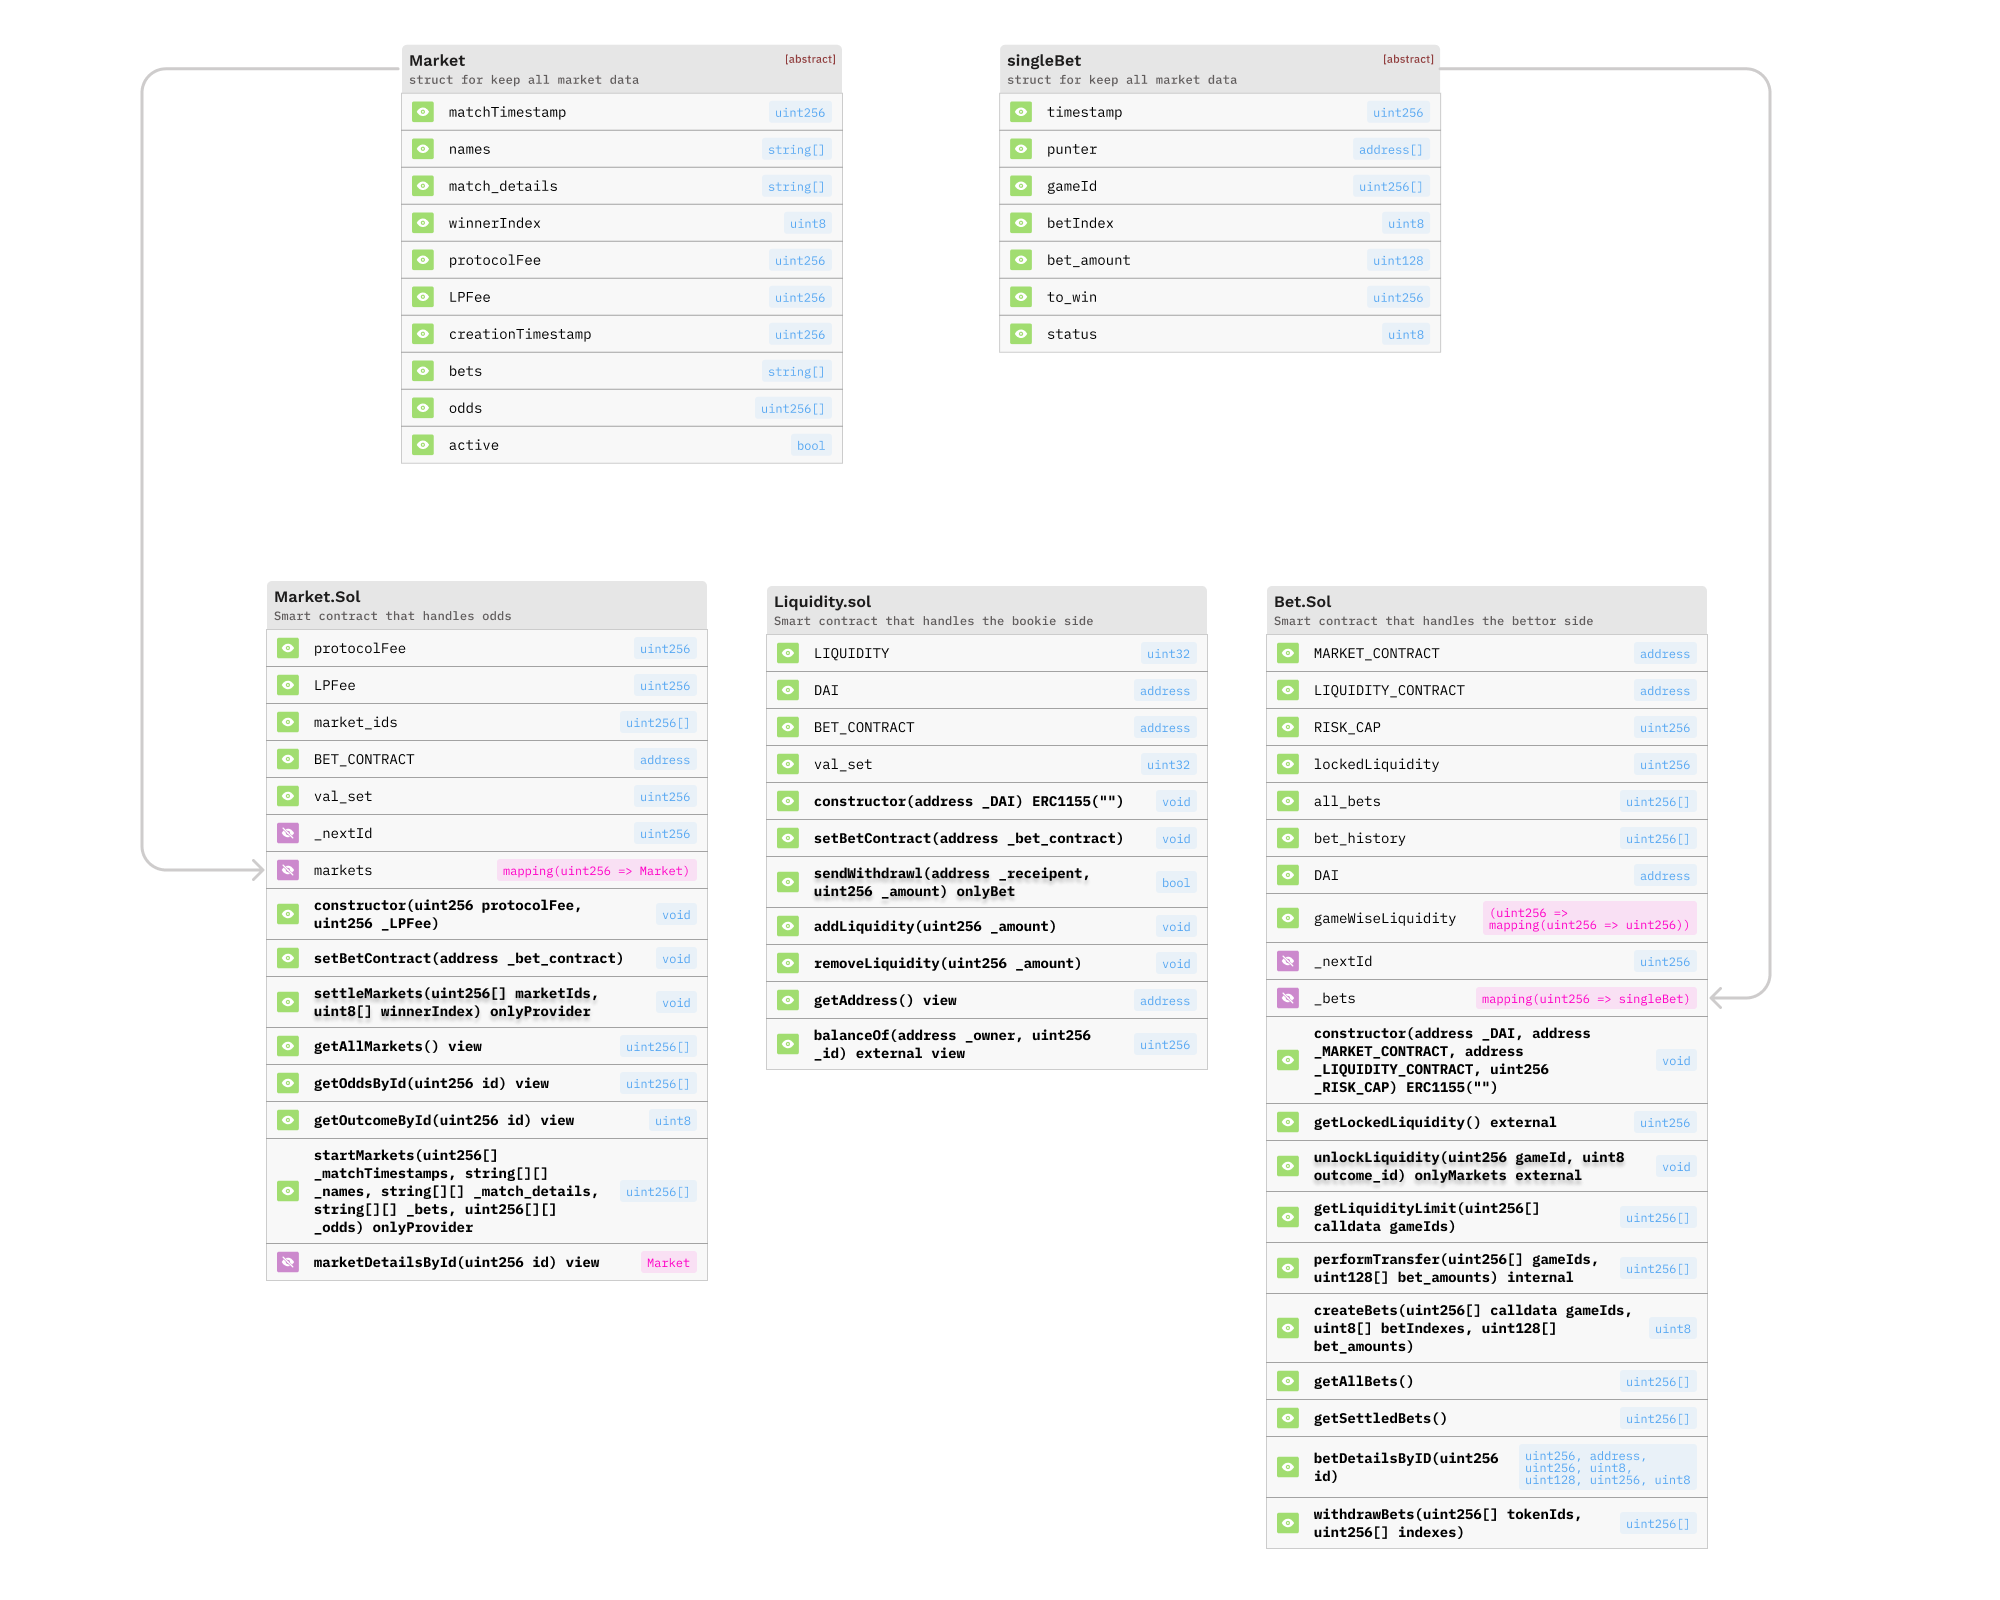 Market
[abstract]
struct for keep all market data
matchTimestamp
uint256
names
string[]
match_details
string[]
winnerIndex
uint8
protocolFee
uint256
LPFee
uint256
creationTimestamp
uint256
bets
string[]
odds
uint256[]
active
bool
singleBet
[abstract]
struct for keep all market data
timestamp
uint256
punter
address[]
gameId
uint256[]
betIndex
uint8
bet_amount
uint128
to_win
uint256
status
uint8
Market.Sol
Smart contract that handles odds
protocolFee
uint256
LPFee
uint256
market_ids
uint256[]
BET_CONTRACT
address
val_set
uint256
_nextId
uint256
markets
mapping(uint256 => Market)
constructor(uint256 protocolFee,
uint256 _LPFee)
void
setBetContract(address _bet_contract)
void
settleMarkets(uint256[] marketIds,
uint8[] winnerIndex) onlyProvider
void
getAllMarkets() view
uint256[]
getOddsById(uint256 id) view
uint256[]
getOutcomeById(uint256 id) view
uint8
startMarkets(uint256[]
_matchTimestamps, string[][]
_names, string[][] _match_details,
string[][] _bets, uint256[][]
_odds) onlyProvider
uint256[]
marketDetailsById(uint256 id) view
Market
Liquidity.sol
Smart contract that handles the bookie side
LIQUIDITY
uint32
DAI
address
BET_CONTRACT
address
val_set
uint32
constructor(address _DAI) ERC1155("")
void
setBetContract(address _bet_contract)
void
sendWithdrawl(address _receipent,
uint256 _amount) onlyBet
bool
addLiquidity(uint256 _amount)
void
removeLiquidity(uint256 _amount)
void
getAddress() view
address
balanceOf(address _owner, uint256
_id) external view
uint256
Bet.Sol
Smart contract that handles the bettor side
MARKET_CONTRACT
address
LIQUIDITY_CONTRACT
address
RISK_CAP
uint256
lockedLiquidity
uint256
all_bets
uint256[]
bet_history
uint256[]
DAI
address
gameWiseLiquidity
(uint256 =>
mapping(uint256 => uint256))
_nextId
uint256
_bets
mapping(uint256 => singleBet)
constructor(address _DAI, address
_MARKET_CONTRACT, address
_LIQUIDITY_CONTRACT, uint256
_RISK_CAP) ERC1155("")
void
getLockedLiquidity() external
uint256
unlockLiquidity(uint256 gameId, uint8
outcome_id) onlyMarkets external
void
getLiquidityLimit(uint256[]
calldata gameIds)
uint256[]
performTransfer(uint256[] gameIds,
uint128[] bet_amounts) internal
uint256[]
createBets(uint256[] calldata gameIds,
uint8[] betIndexes, uint128[]
bet_amounts)
uint8
getAllBets()
uint256[]
getSettledBets()
uint256[]
betDetailsByID(uint256
id)
uint256, address,
uint256, uint8,
uint128, uint256, uint8
withdrawBets(uint256[] tokenIds,
uint256[] indexes)
uint256[]